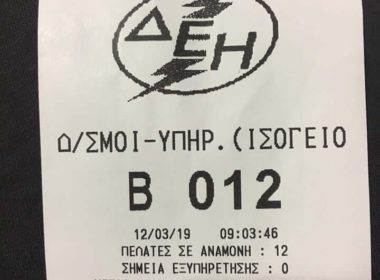 ΔΕΗ
Ω/ΣΜΟΙ-ΥΠΗΡ.(ΙΣΟΓΕΙΟ
Β 012
12/03/19 09:03:46
ΠΕΛΑΤΕΣ ΣΕ ΑΝΑΜΟΝΗ : 12
ΣΗΜΕΙΑ ΕΞΥΠΗΡΕΤΗΣΗΣ : 0